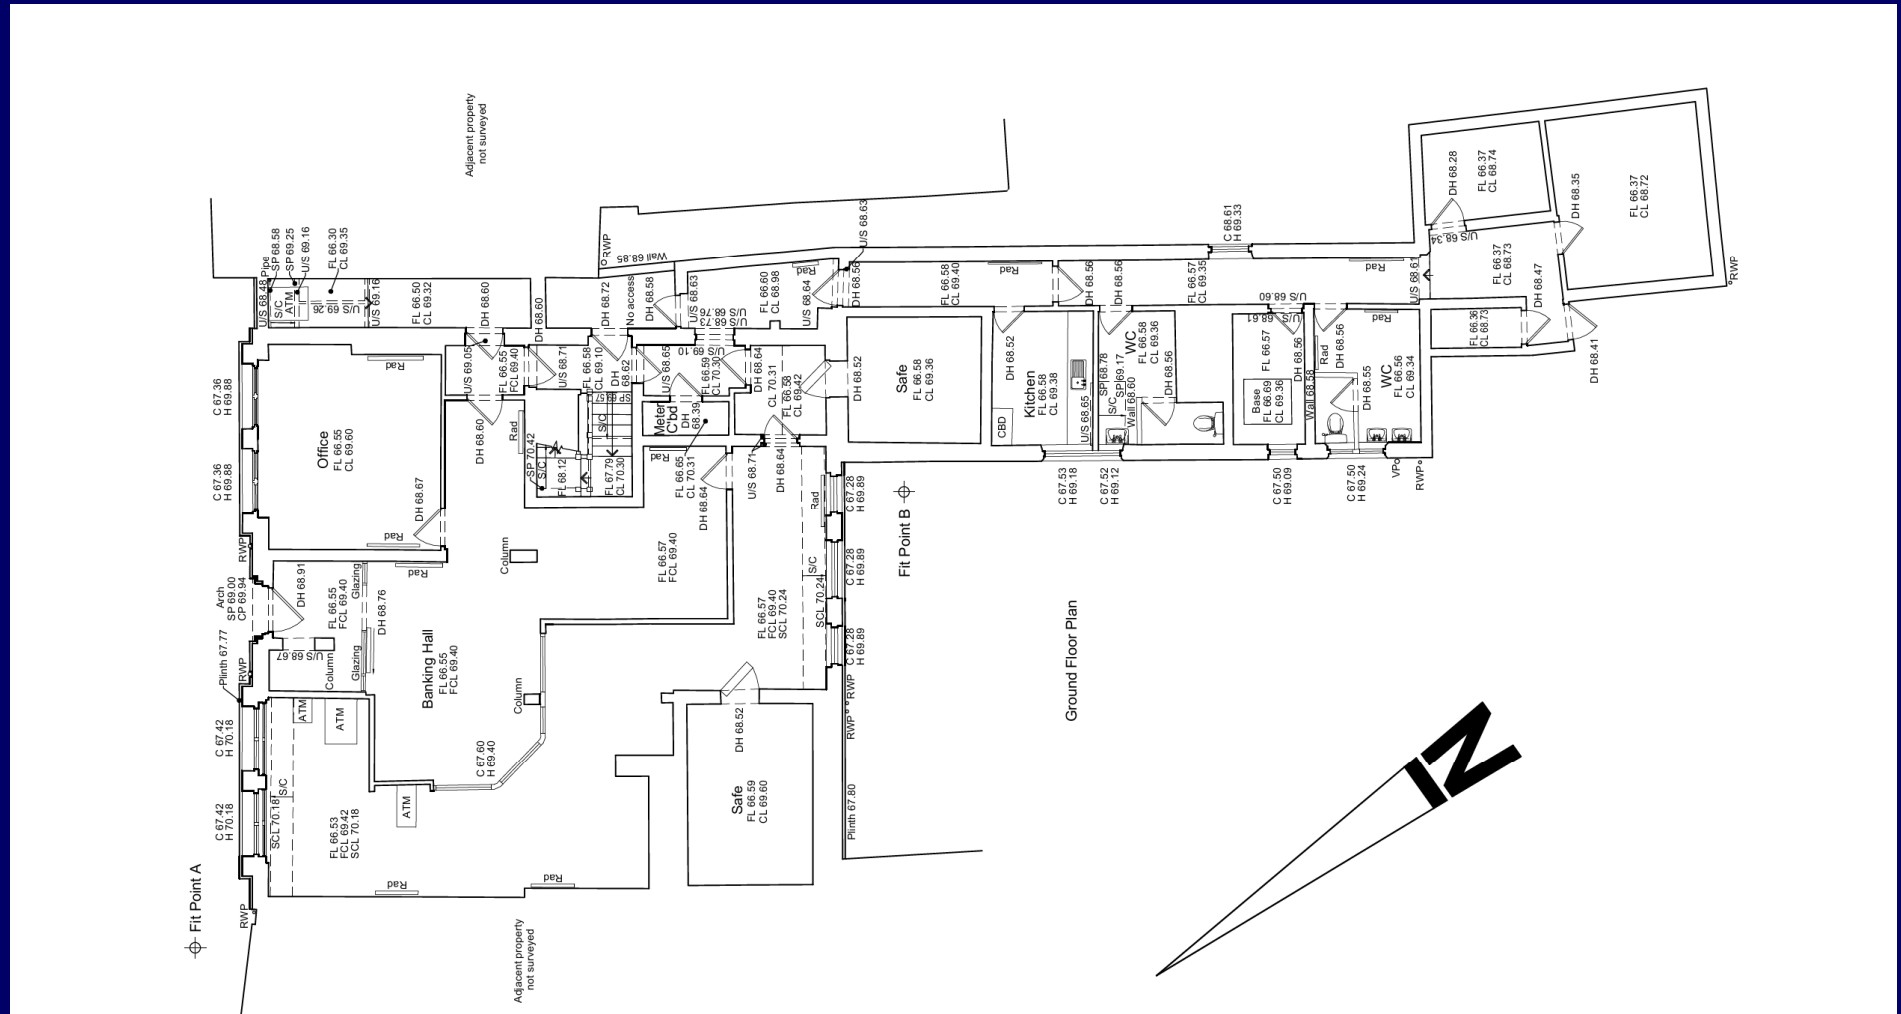 Adjacent property
not surveyed
U/S 68.48
Pipe
SP 68.58
SP 69.25
U/S 69.16
FL 66.30
CL 69.35
S/C
ATM
U/S 69.26
U/S 69.16
FL 66.50
CL 69.32
DH 68.60
DH 68.60
RWP
Wall 68.85
DH 68.72
No access
DH 68.58
U/S 68.63
U/S 68.76
U/S 68.73
FL 66.60
CL 68.98
Rad
U/S 68.64
U/S 68.63
DH 68.56
FL 66.58
CL 69.40
Rad
DH 68.56
DH 68.56
FL 66.57
CL 69.35
C 68.61
H 69.33
U/S 68.60
Rad
U/S 68.61
DH 68.28
FL 66.37
CL 68.74
U/S 68.34
DH 68.35
FL 66.37
CL 68.72
FL 66.37
CL 68.73
DH 68.47
RWP
FL 66.36
CL 68.73
DH 68.41
C 67.36
H 69.88
C 67.36
H 69.88
Office
FL 66.55
CL 69.60
Rad
Rad
DH 68.67
U/S 69.05
FL 66.55
FCL 69.40
DH 68.60
Rad
U/S 68.71
FL 66.58
CL 69.10
DH
68.62
SP 69.57
S/C
SP 70.42
S/C
FL 68.12
FL 67.79
CL 70.30
U/S 68.65
Meter
C'bd
DH
68.39
U/S 69.10
FL 66.59
CL 70.30
DH 68.64
CL 70.31
FL 66.58
CL 69.42
Rad
FL 66.65
CL 70.31
DH 68.64
U/S 68.71
DH 68.64
DH 68.52
Safe
FL 66.58
CL 69.36
DH 68.52
Kitchen
FL 66.58
CL 69.38
CBD
U/S 68.65
SP 68.78
SP 69.17
S/C
Wall 68.60
WC
FL 66.58
CL 69.36
DH 68.56
U/S 68.61
FL 66.57
DH 68.56
Base
FL 66.69
CL 69.36
Wall 68.58
Rad
DH 68.56
Rad
DH 68.55
WC
FL 66.56
CL 69.34
C 67.53
H 69.18
C 67.52
H 69.12
C 67.50
H 69.09
C 67.50
H 69.24
VP
RWP
RWP
Arch
SP 69.00
CP 69.94
DH 68.91
FL 66.55
FCL 69.40
Glazing
Rad
DH 68.76
U/S 68.67
Column
Glazing
Plinth 67.77
RWP
Banking Hall
FL 66.55
FCL 69.40
Column
Column
FL 66.57
FCL 69.40
FL 66.57
FCL 69.40
SCL 70.24
S/C
SCL 70.24
Rad
C 67.28
H 69.89
C 67.28
H 69.89
C 67.28
H 69.89
Fit Point B
RWP
RWP
C 67.42
H 70.18
C 67.42
H 70.18
ATM
ATM
S/C
SCL 70.18
FL 66.53
FCL 69.42
SCL 70.18
ATM
C 67.60
H 69.40
Rad
Rad
DH 68.52
Safe
FL 66.59
CL 69.60
Plinth 67.80
Fit Point A
RWP
Adjacent property
not surveyed
Ground Floor Plan
N